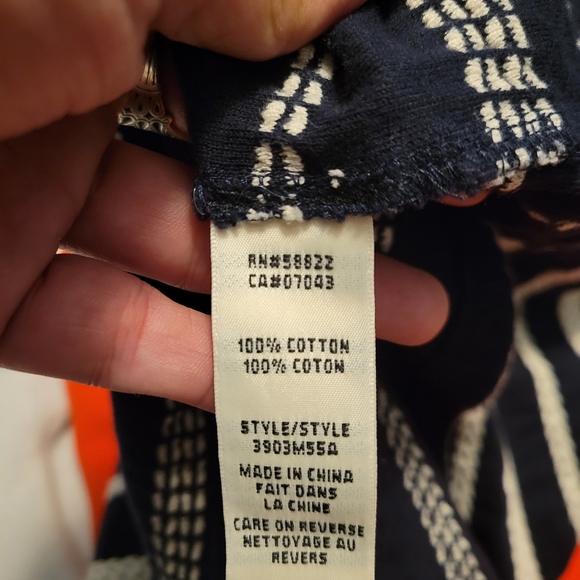 RN#58822
CA#07043
100% COTTON
100% COTON
STYLE/STYLE
3903M55A
MADE IN CHINA
FAIT DANS
LA CHINE
CARE ON REVERSE
NETTOYAGE AU
REVERS